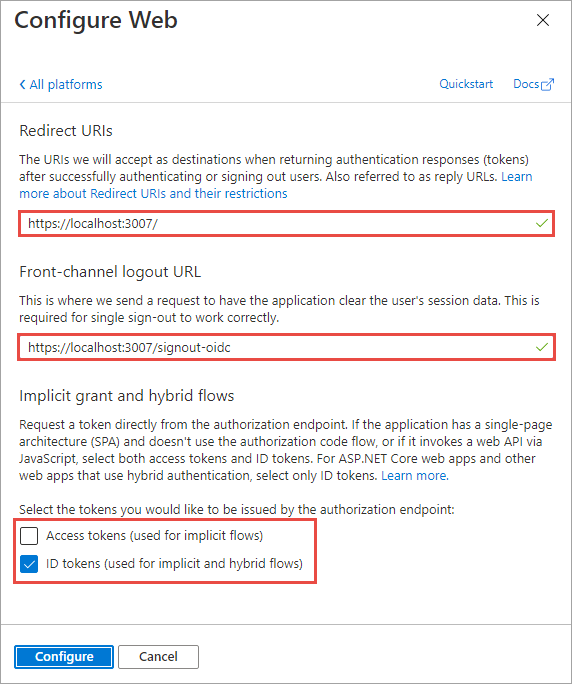 Configure Web
All platforms
Quickstart
Docs
Redirect URIs
The URIs we will accept as destinations when returning authentication responses (tokens)
after successfully authenticating or signing out users. Also referred to as reply URLs. Learn
more about Redirect URIs and their restrictions
https://localhost:3007/
Front-channel logout URL
This is where we send a request to have the application clear the user's session data. This is
required for single sign-out to work correctly.
https://localhost:3007/signout-oidc
Implicit grant and hybrid flows
Request a token directly from the authorization endpoint. If the application has a single-page
architecture (SPA) and doesn't use the authorization code flow, or if it invokes a web API via
JavaScript, select both access tokens and ID tokens. For ASP.NET Core web apps and other
web apps that use hybrid authentication, select only ID tokens. Learn more.
Select the tokens you would like to be issued by the authorization endpoint:
Access tokens (used for implicit flows)
ID tokens (used for implicit and hybrid flows)
Configure
Cancel